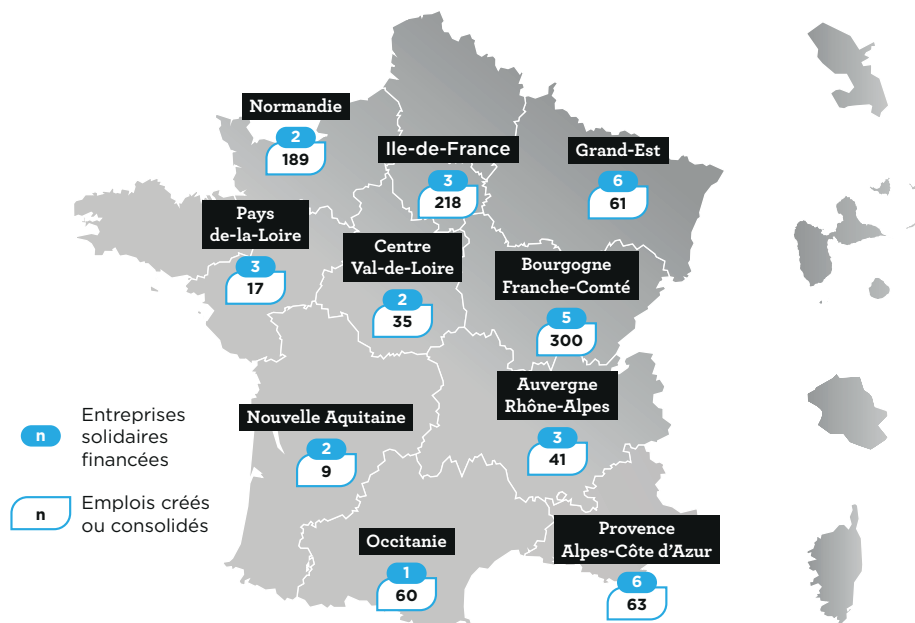 Normandie
2
189
Ile-de-France
3
218
Grand-Est
6
61
Pays
de-la-Loire
3
17
Centre
Val-de-Loire
2
35
Bourgogne
Franche-Comté
5
300
Auvergne
Rhône-Alpes
3
41
Nouvelle Aquitaine
2
9
Occitanie
1
60
Provence
Alpes-Côte d'Azur
6
63
n
Entreprises
solidaires
financées
n
Emplois créés
ou consolidés